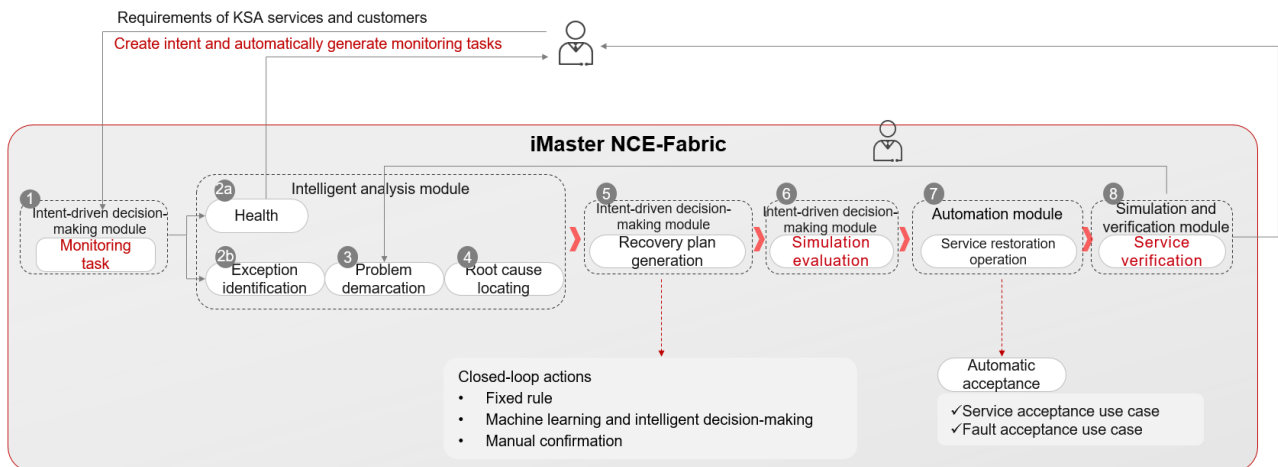 Requirements of KSA services and customers
Create intent and automatically generate monitoring tasks
iMaster NCE-Fabric
1
Intent-driven decision-
making module
Monitoring
task
Intelligent analysis module
2a
Health
2b
Exception
identification
3
Problem
demarcation
4
Root cause
locating
5
Intent-driven decision-
making module
Recovery plan
generation
6
Intent-driven decision-
making module
Simulation
evaluation
7
Automation module
Service restoration
operation
8
Simulation and
verification module
Service
verification
Closed-loop actions
• Fixed rule
• Machine learning and intelligent decision-making
• Manual confirmation
Automatic
acceptance
✓Service acceptance use case
✓Fault acceptance use case